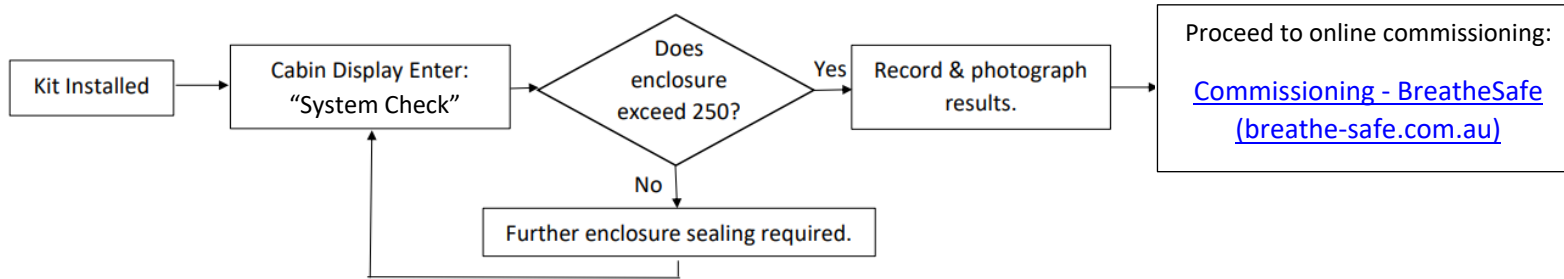 Kit Installed
Cabin Display Enter:
“System Check”
Does
enclosure
exceed 250?
Yes
Record & photograph
results.
Proceed to online commissioning:
Commissioning - BreatheSafe
(breathe-safe.com.au)
No
Further enclosure sealing required.